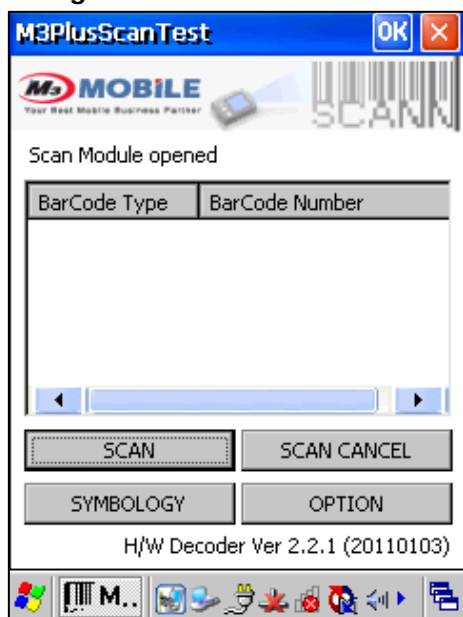 M3PlusScanTest OK
M3 MOBILE
Your Best Mobile Business Partner
SCANN
Scan Module opened
BarCode Type BarCode Number
SCAN SCAN CANCEL
SYMBOLOGY OPTION
H/W Decoder Ver 2.2.1 (20110103)
M..